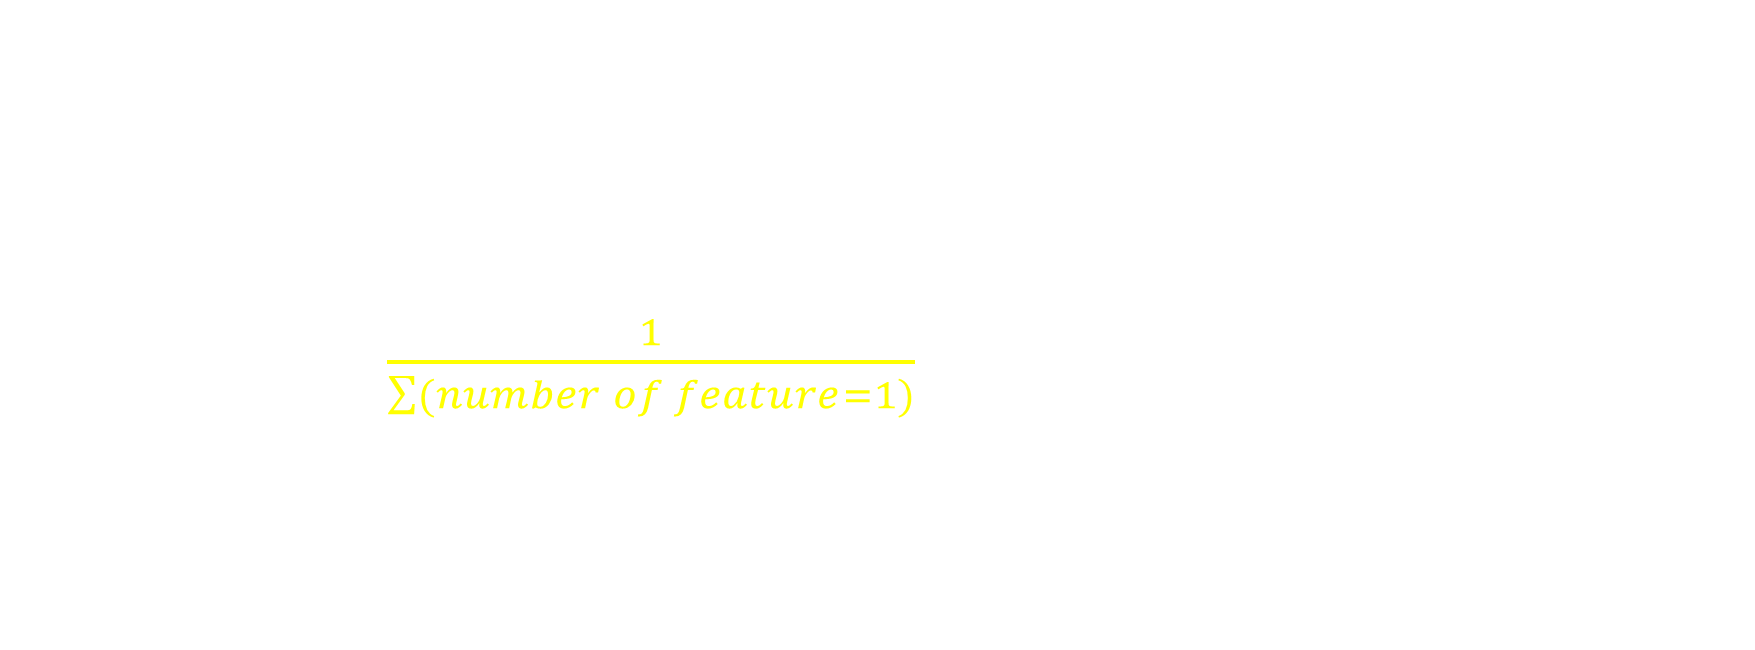 1
∑(number of feature=1)